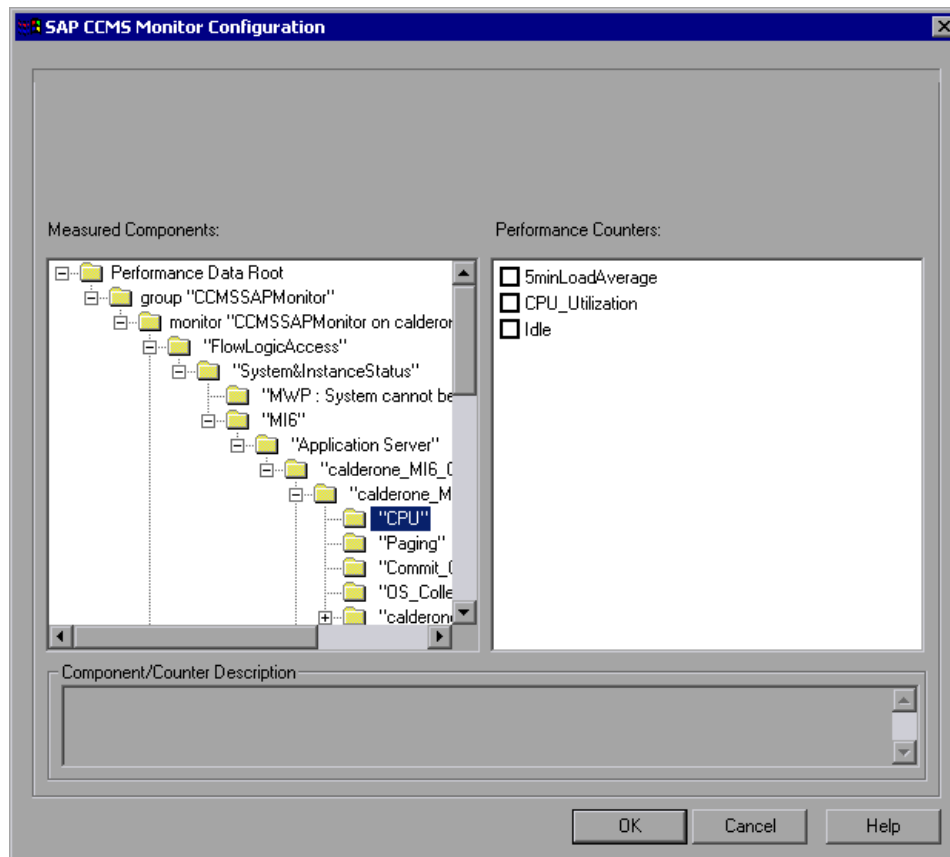 SAP CCMS Monitor Configuration
Measured Components:
Performance Counters:
Performance Data Root
group "CCMSSAPMonitor"
monitor "CCMSSAPMonitor on calderon
"FlowLogicAccess"
"System&InstanceStatus"
"MWP : System cannot be
"MI6"
"Application Server"
"calderone_MI6_0
"calderone_M
"CPU"
"Paging"
"Commit_C
"OS_Colle
"calderon
5minLoadAverage
CPU_Utilization
Idle
Component/Counter Description
OK
Cancel
Help